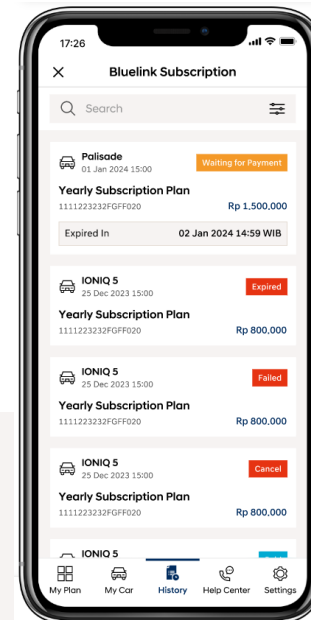 17:26
Bluelink Subscription
Search
Palisade
01 Jan 2024 15:00
Waiting for Payment
Yearly Subscription Plan
1111223232FGFF020
Rp 1,500,000
Expired In
02 Jan 2024 14:59 WIB
IONIQ 5
25 Dec 2023 15:00
Expired
Yearly Subscription Plan
1111223232FGFF020
Rp 800,000
IONIQ 5
25 Dec 2023 15:00
Failed
Yearly Subscription Plan
1111223232FGFF020
Rp 800,000
IONIQ 5
25 Dec 2023 15:00
Cancel
Yearly Subscription Plan
1111223232FGFF020
Rp 800,000
IONIQ 5
My Plan
My Car
History
Help Center
Settings